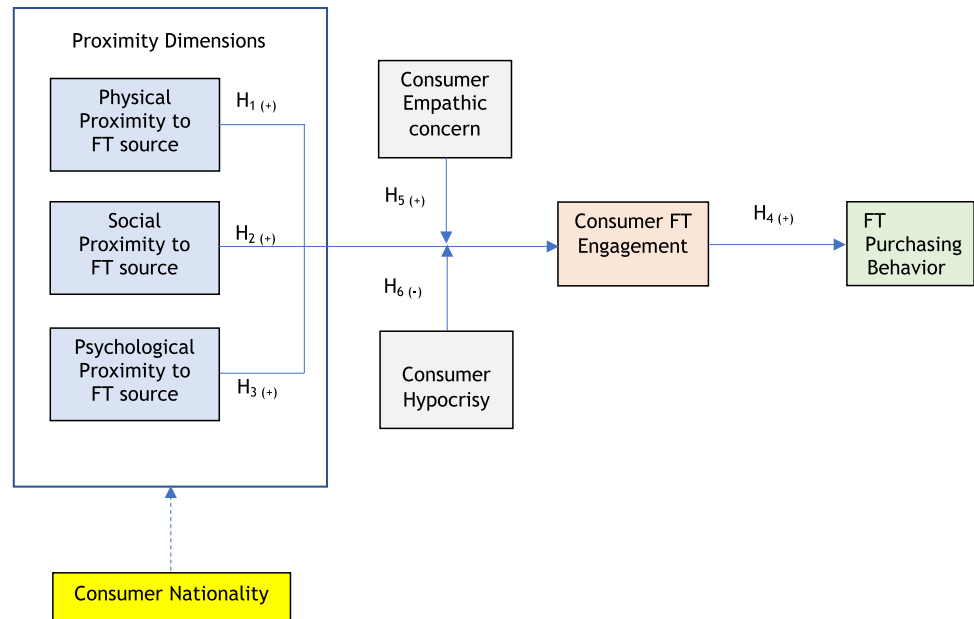 Proximity Dimensions
Physical
Proximity to
FT source
H1 (+)
Social
Proximity to
FT source
H2 (+)
Psychological
Proximity to
FT source
H3 (+)
Consumer
Empathic
concern
H5 (+)
H6 (-)
Consumer
Hypocrisy
Consumer FT
Engagement
H4 (+)
FT
Purchasing
Behavior
Consumer Nationality